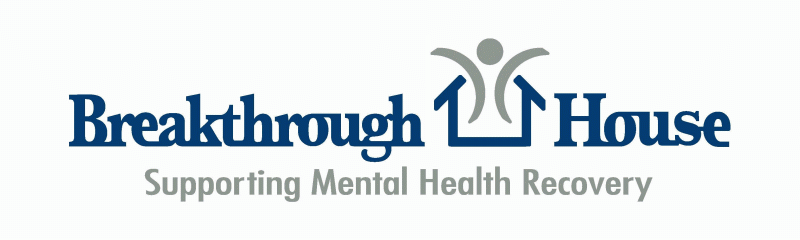 Breakthrough House
Supporting Mental Health Recovery